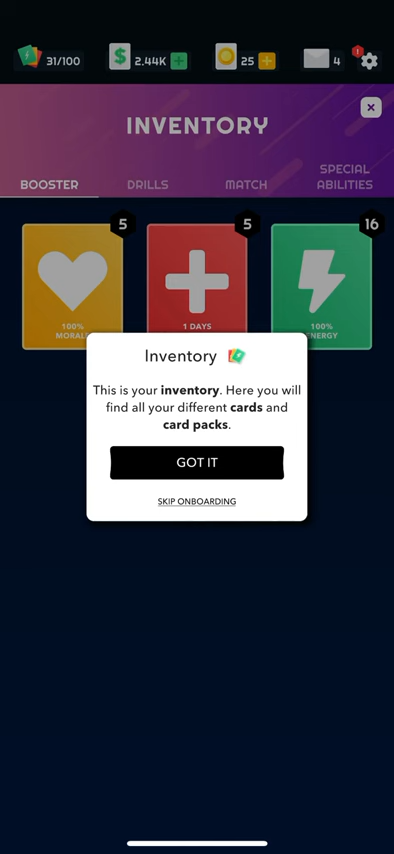 31/100
2.44K
25
4
!
INVENTORY
BOOSTER
DRILLS
MATCH
SPECIAL
ABILITIES
5
5
16
100%
1 DAYS
100%
Inventory
This is your inventory. Here you will
find all your different cards and
card packs.
GOT IT
SKIP ONBOARDING